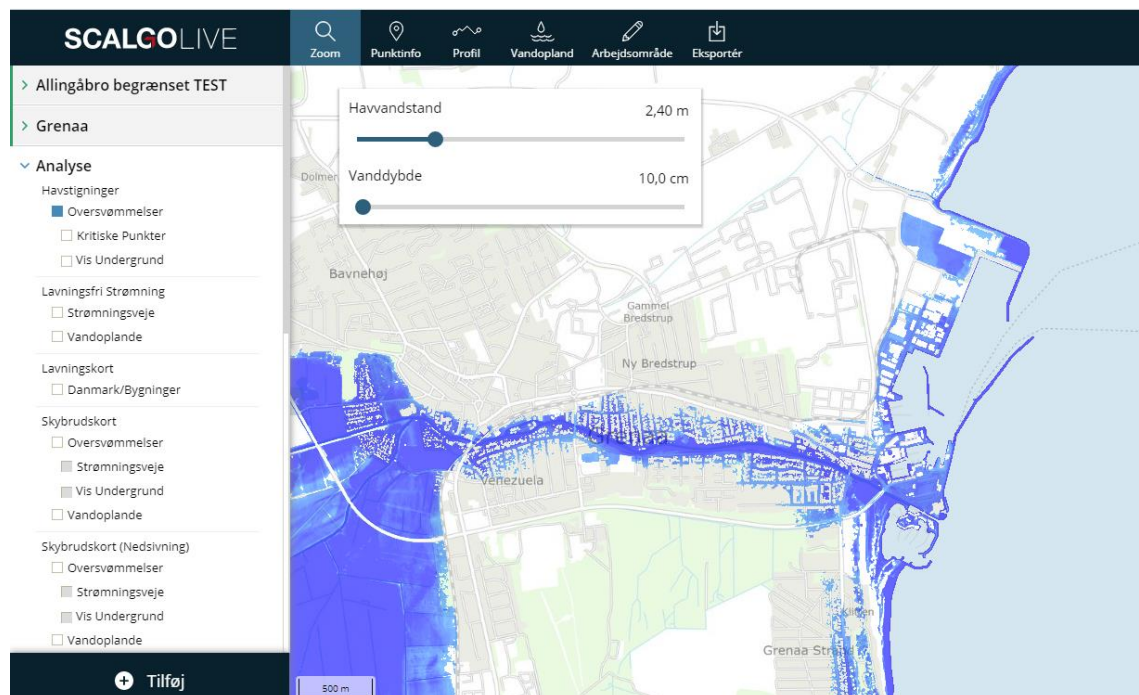 SCALGOLIVE
Zoom
Punktinfo
Profil
Vandopland
Arbejdsområde
Eksportér
Allingåbro begrænset TEST
Grenaa
Analyse
Havstigninger
Oversvømmelser
Kritiske Punkter
Vis Undergrund
Lavningsfri Strømning
Strømningsveje
Vandoplande
Lavningskort
Danmark/Bygninger
Skybrudskort
Oversvømmelser
Strømningsveje
Vis Undergrund
Vandoplande
Skybrudskort (Nedsivning)
Oversvømmelser
Strømningsveje
Vis Undergrund
Vandoplande
Tilføj
Havvandstand 2,40 m
Vanddybde 10,0 cm
Dolmer
Bavnehøj
Gammel
Bredstrup
Ny Bredstrup
Grenaa
Venezuela
Grenaa
500 m